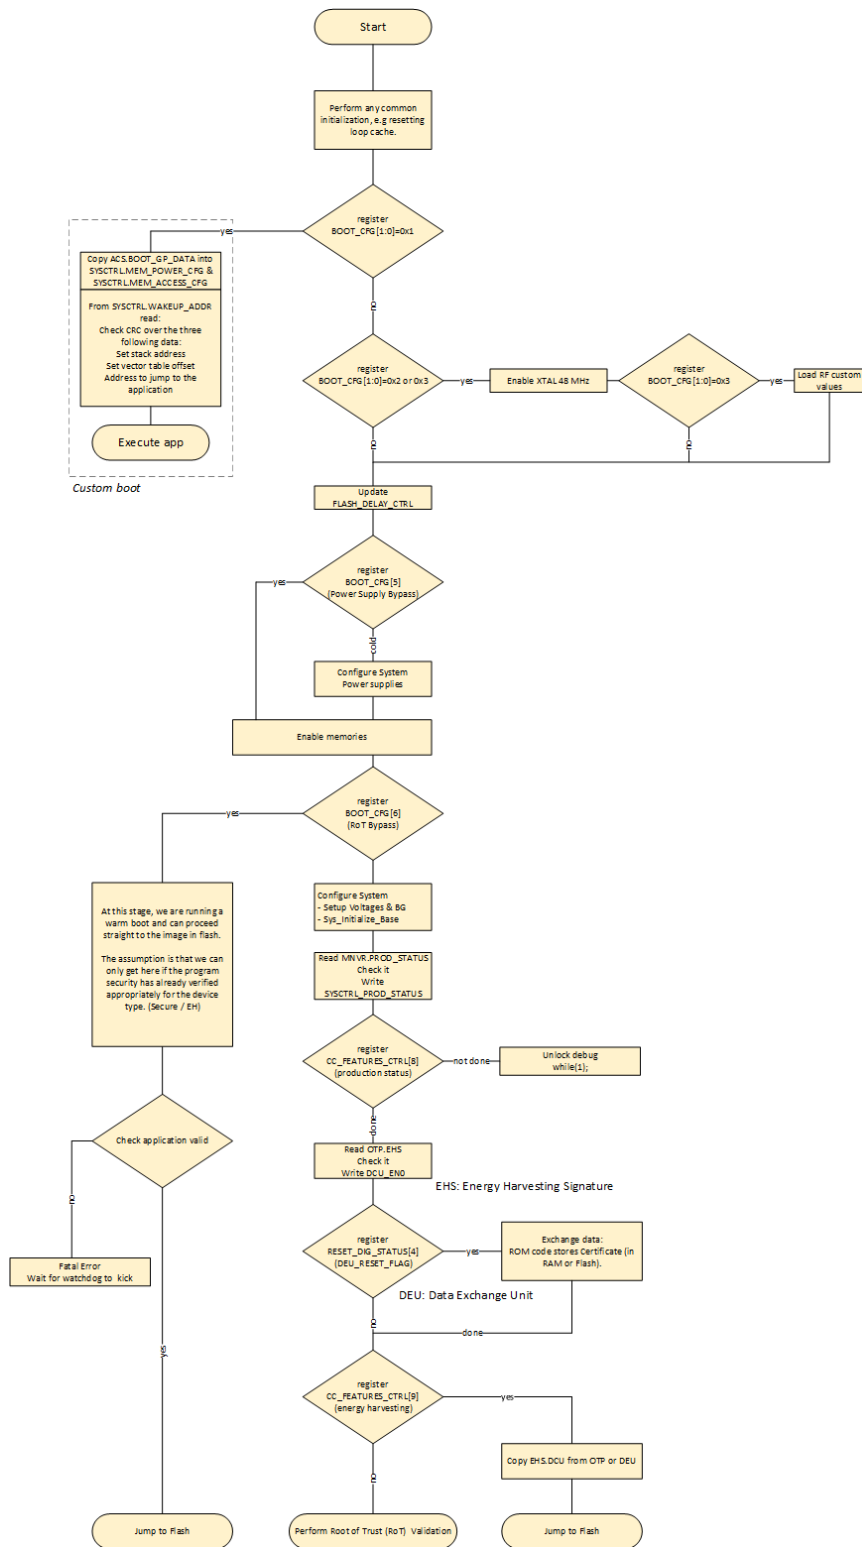 Start
Perform any common
initialization, e.g resetting
loop cache.
register
BOOT_CFG[1:0]=0x1
yes
Copy ACS.BOOT_GP_DATA into
SYSCTRL.MEM_POWER_CFG &
SYSCTRL.MEM_ACCESS_CFG
From SYSCTRL.WAKEUP_ADDR
read:
Check CRC over the three
following data:
Set stack address
Set vector table offset
Address to jump to the
application
Execute app
Custom boot
no
register
BOOT_CFG[1:0]=0x2 or 0x3
yes
Enable XTAL 48 MHz
register
BOOT_CFG[1:0]=0x3
yes
Load RF custom
values
no
no
Update
FLASH_DELAY_CTRL
register
BOOT_CFG[5]
(Power Supply Bypass)
yes
cold
Configure System
Power supplies
Enable memories
register
BOOT_CFG[6]
(RoT Bypass)
yes
At this stage, we are running a
warm boot and can proceed
straight to the image in flash.
The assumption is that we can
only get here if the program
security has already verified
appropriately for the device
type. (Secure / EH)
Configure System
- Setup Voltages & BG
- Sys_Initialize_Base
Read MNVR.PROD_STATUS
Check it
Write
SYSCTRL_PROD_STATUS
register
CC_FEATURES_CTRL[8]
(production status)
not done
Unlock debug
while(1);
done
Check application valid
no
Fatal Error
Wait for watchdog to kick
yes
Read OTP.EHS
Check it
Write DCU_EN0
EHS: Energy Harvesting Signature
register
RESET_DIG_STATUS[4]
(DEU_RESET_FLAG)
yes
Exchange data:
ROM code stores Certificate (in
RAM or Flash).
DEU: Data Exchange Unit
no
done
register
CC_FEATURES_CTRL[9]
(energy harvesting)
yes
Copy EHS.DCU from OTP or DEU
no
Jump to Flash
Perform Root of Trust (RoT) Validation
Jump to Flash